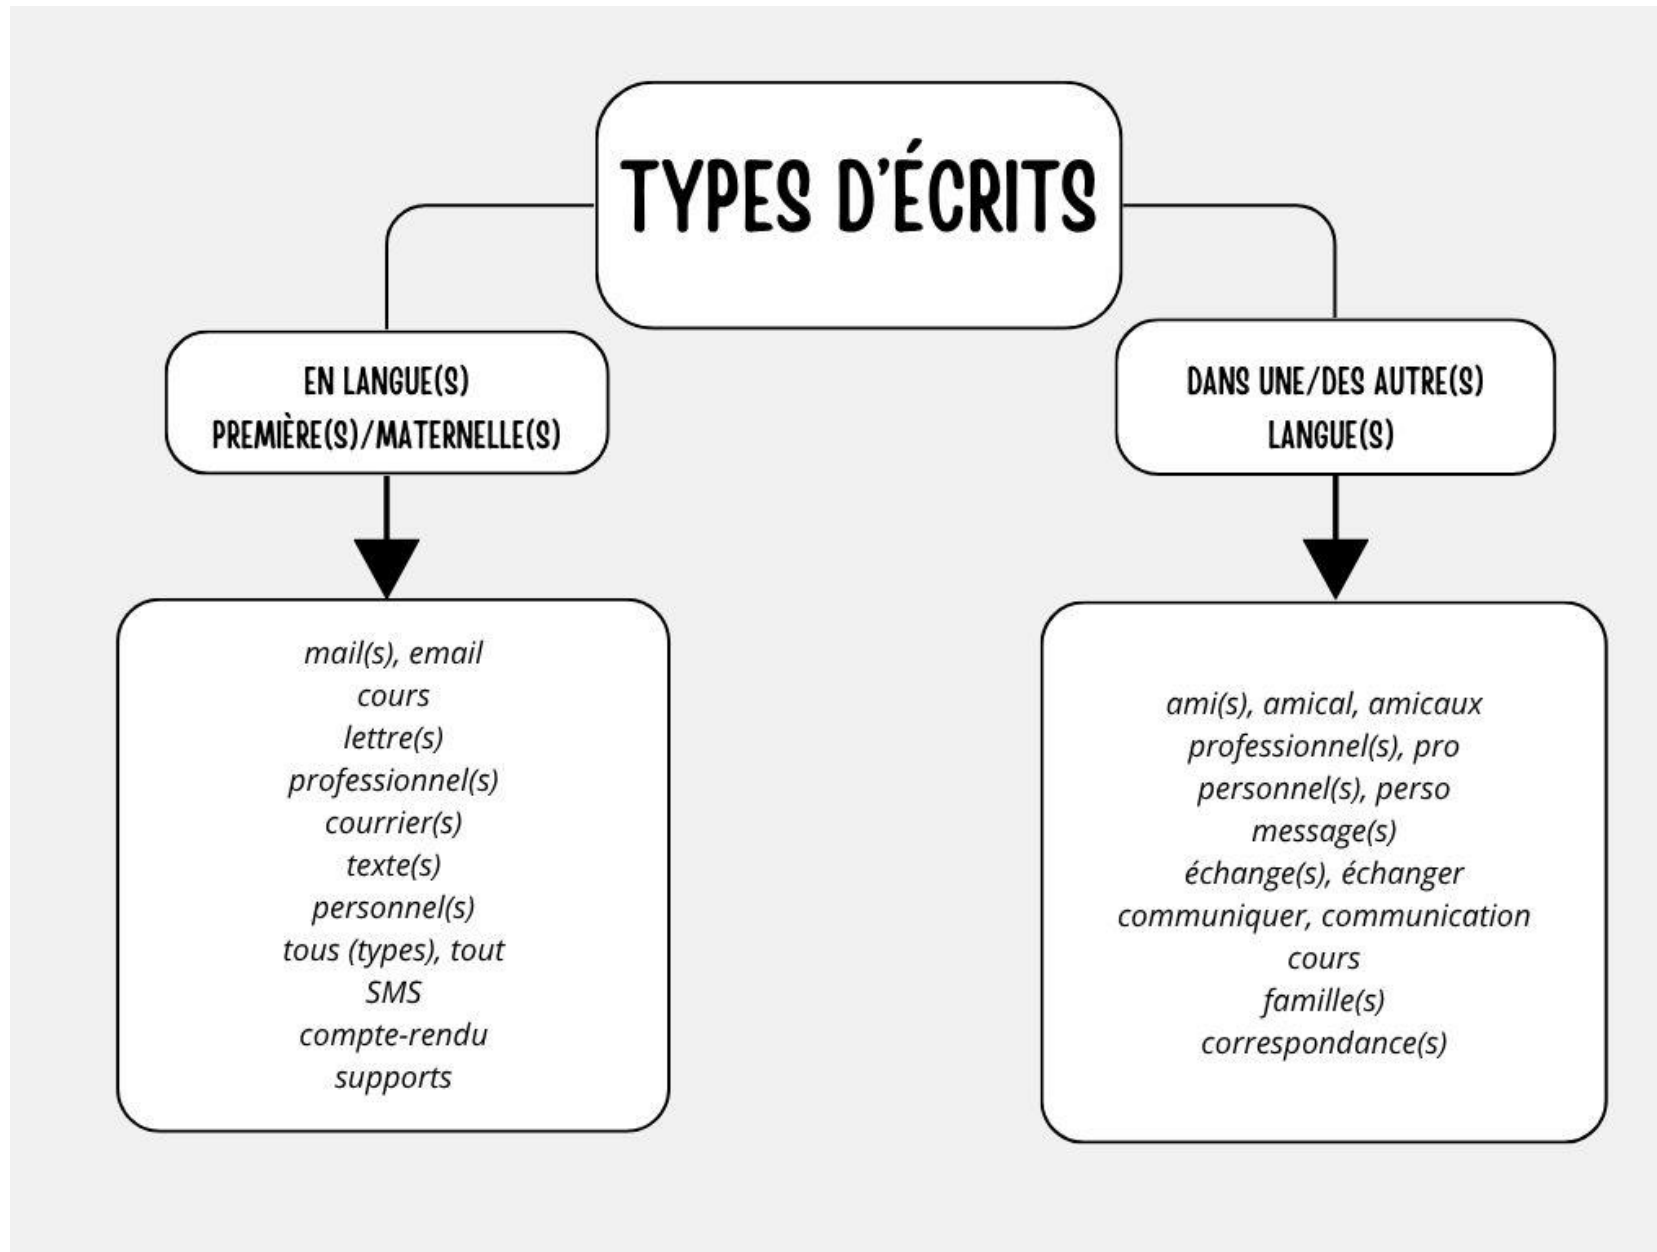 TYPES D'ÉCRITS
EN LANGUE(S)
PREMIÈRE(S)/MATERNELLE(S)
mail(s), email
cours
lettre(s)
professionnel(s)
courrier(s)
texte(s)
personnel(s)
tous (types), tout
SMS
compte-rendu
supports
DANS UNE/DES AUTRE(S)
LANGUE(S)
ami(s), amical, amicaux
professionnel(s), pro
personnel(s), perso
message(s)
échange(s), échanger
communiquer, communication
cours
famille(s)
correspondance(s)